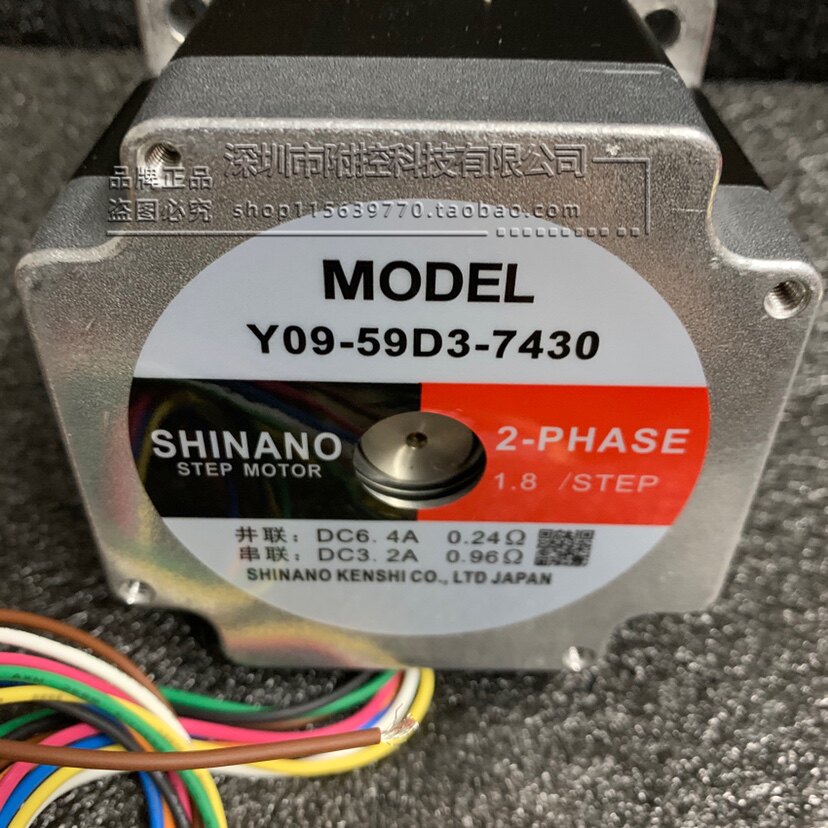 深圳市附控科技有限公司
品牌正品
盗图必究 shop115639770.taobao.com
MODEL
Y09-59D3-7430
SHINANO
STEP MOTOR
2-PHASE
1.8 /STEP
并联: DC6.4A 0.24Ω
串联: DC3.2A 0.96Ω
SHINANO KENSHI CO., LTD JAPAN